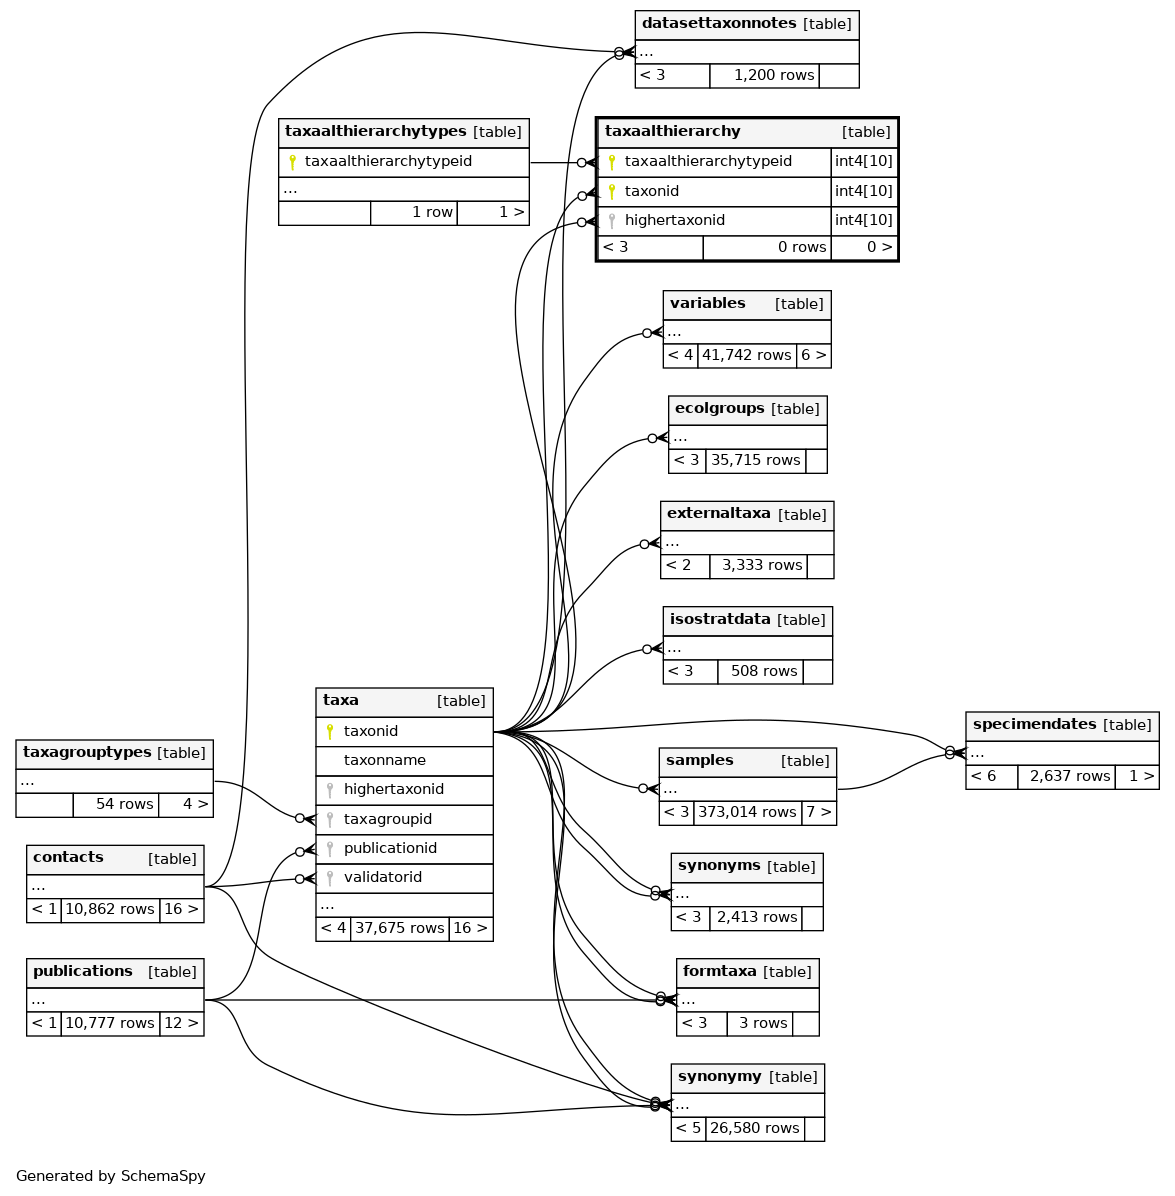 datasettaxonnotes [table]
...
< 3 1,200 rows
taxaalthierarchytypes [table]
taxaalthierarchytypeid
...
1 row 1 >
taxaalthierarchy [table]
taxaalthierarchytypeid int4[10]
taxonid int4[10]
highertaxonid int4[10]
< 3 0 rows 0 >
variables [table]
...
< 4 41,742 rows 6 >
ecolgroups [table]
...
< 3 35,715 rows
externaltaxa [table]
...
< 2 3,333 rows
isostratdata [table]
...
< 3 508 rows
taxa [table]
taxonid
taxonname
highertaxonid
taxagroupid
publicationid
validatorid
...
< 4 37,675 rows 16 >
specimendates [table]
...
< 6 2,637 rows 1 >
taxagrouptypes [table]
...
54 rows 4 >
samples [table]
...
< 3 373,014 rows 7 >
contacts [table]
...
< 1 10,862 rows 16 >
synonyms [table]
...
< 3 2,413 rows
publications [table]
...
< 1 10,777 rows 12 >
formtaxa [table]
...
< 3 3 rows
synonymy [table]
...
< 5 26,580 rows
Generated by SchemaSpy